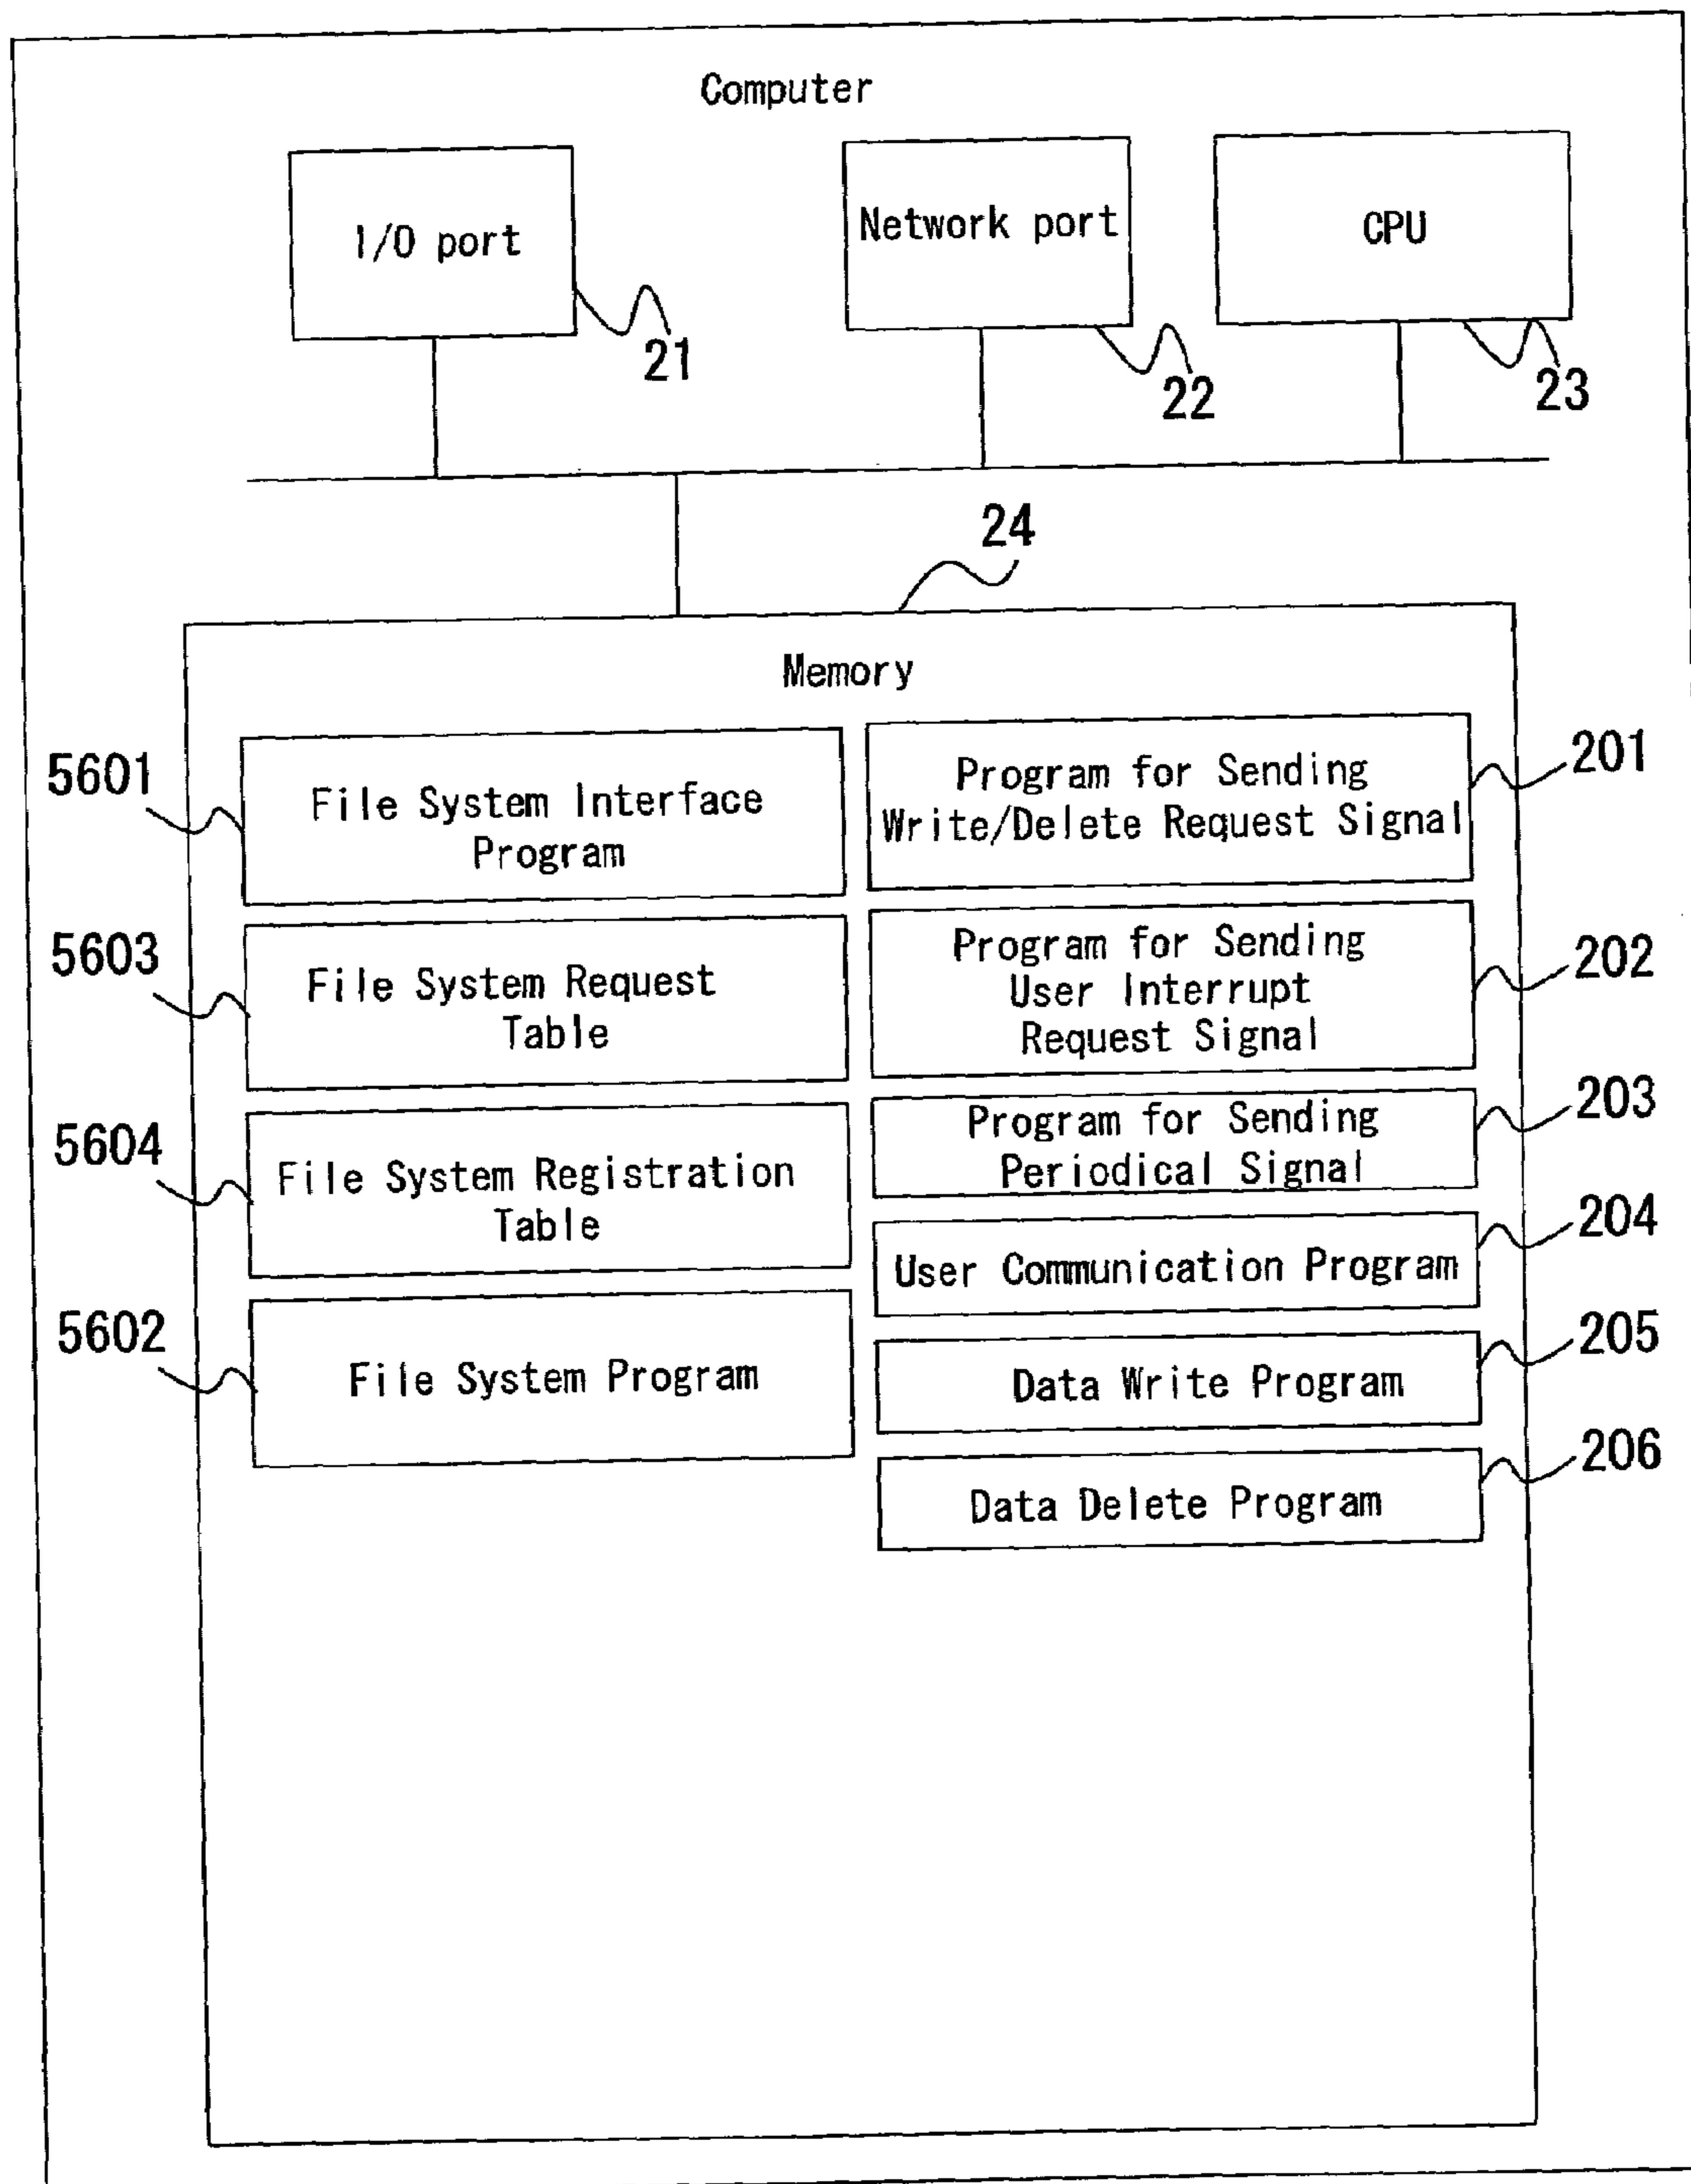 Computer
I/O port
Network port
CPU
21
22
23
24
Memory
5601
File System Interface
Program
5603
File System Request
Table
5604
File System Registration
Table
5602
File System Program
Program for Sending
Write/Delete Request Signal
201
Program for Sending
User Interrupt
Request Signal
202
Program for Sending
Periodical Signal
203
User Communication Program
204
Data Write Program
205
Data Delete Program
206